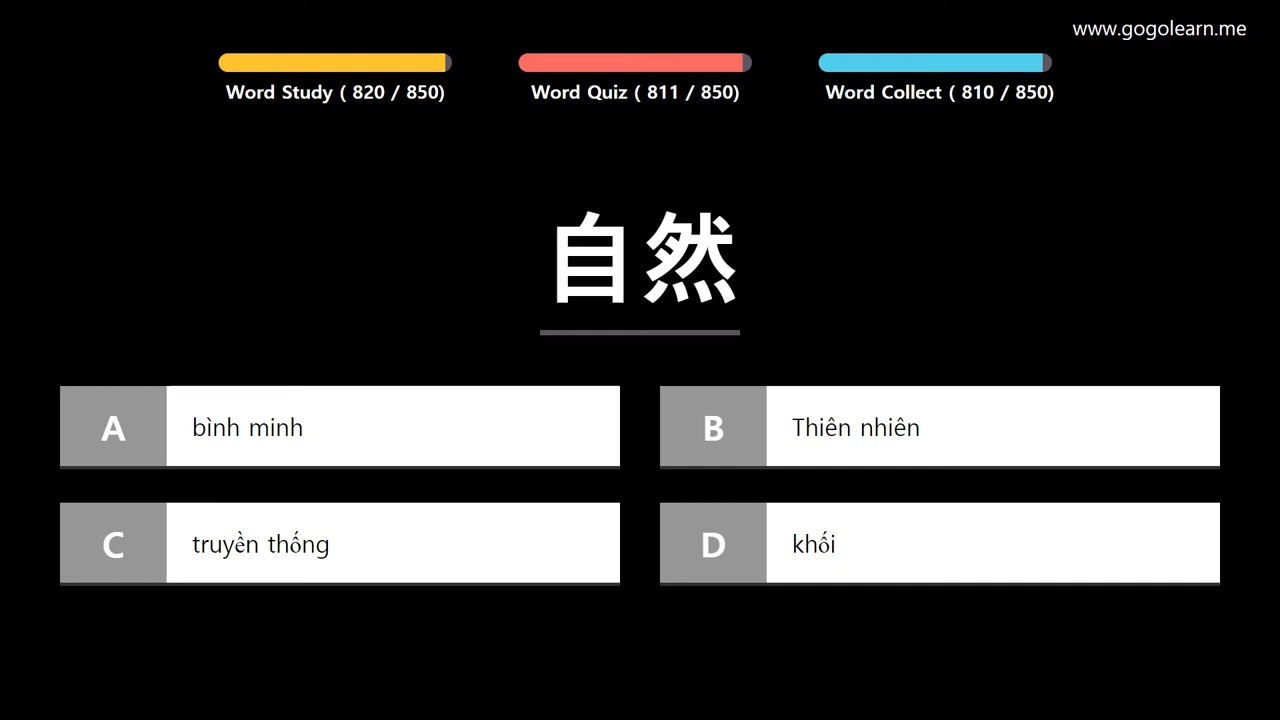 www.gogolearn.me
Word Study ( 820 / 850)
Word Quiz ( 811 / 850)
Word Collect ( 810 / 850)
自然
A bình minh
B Thiên nhiên
C truyền thống
D khối